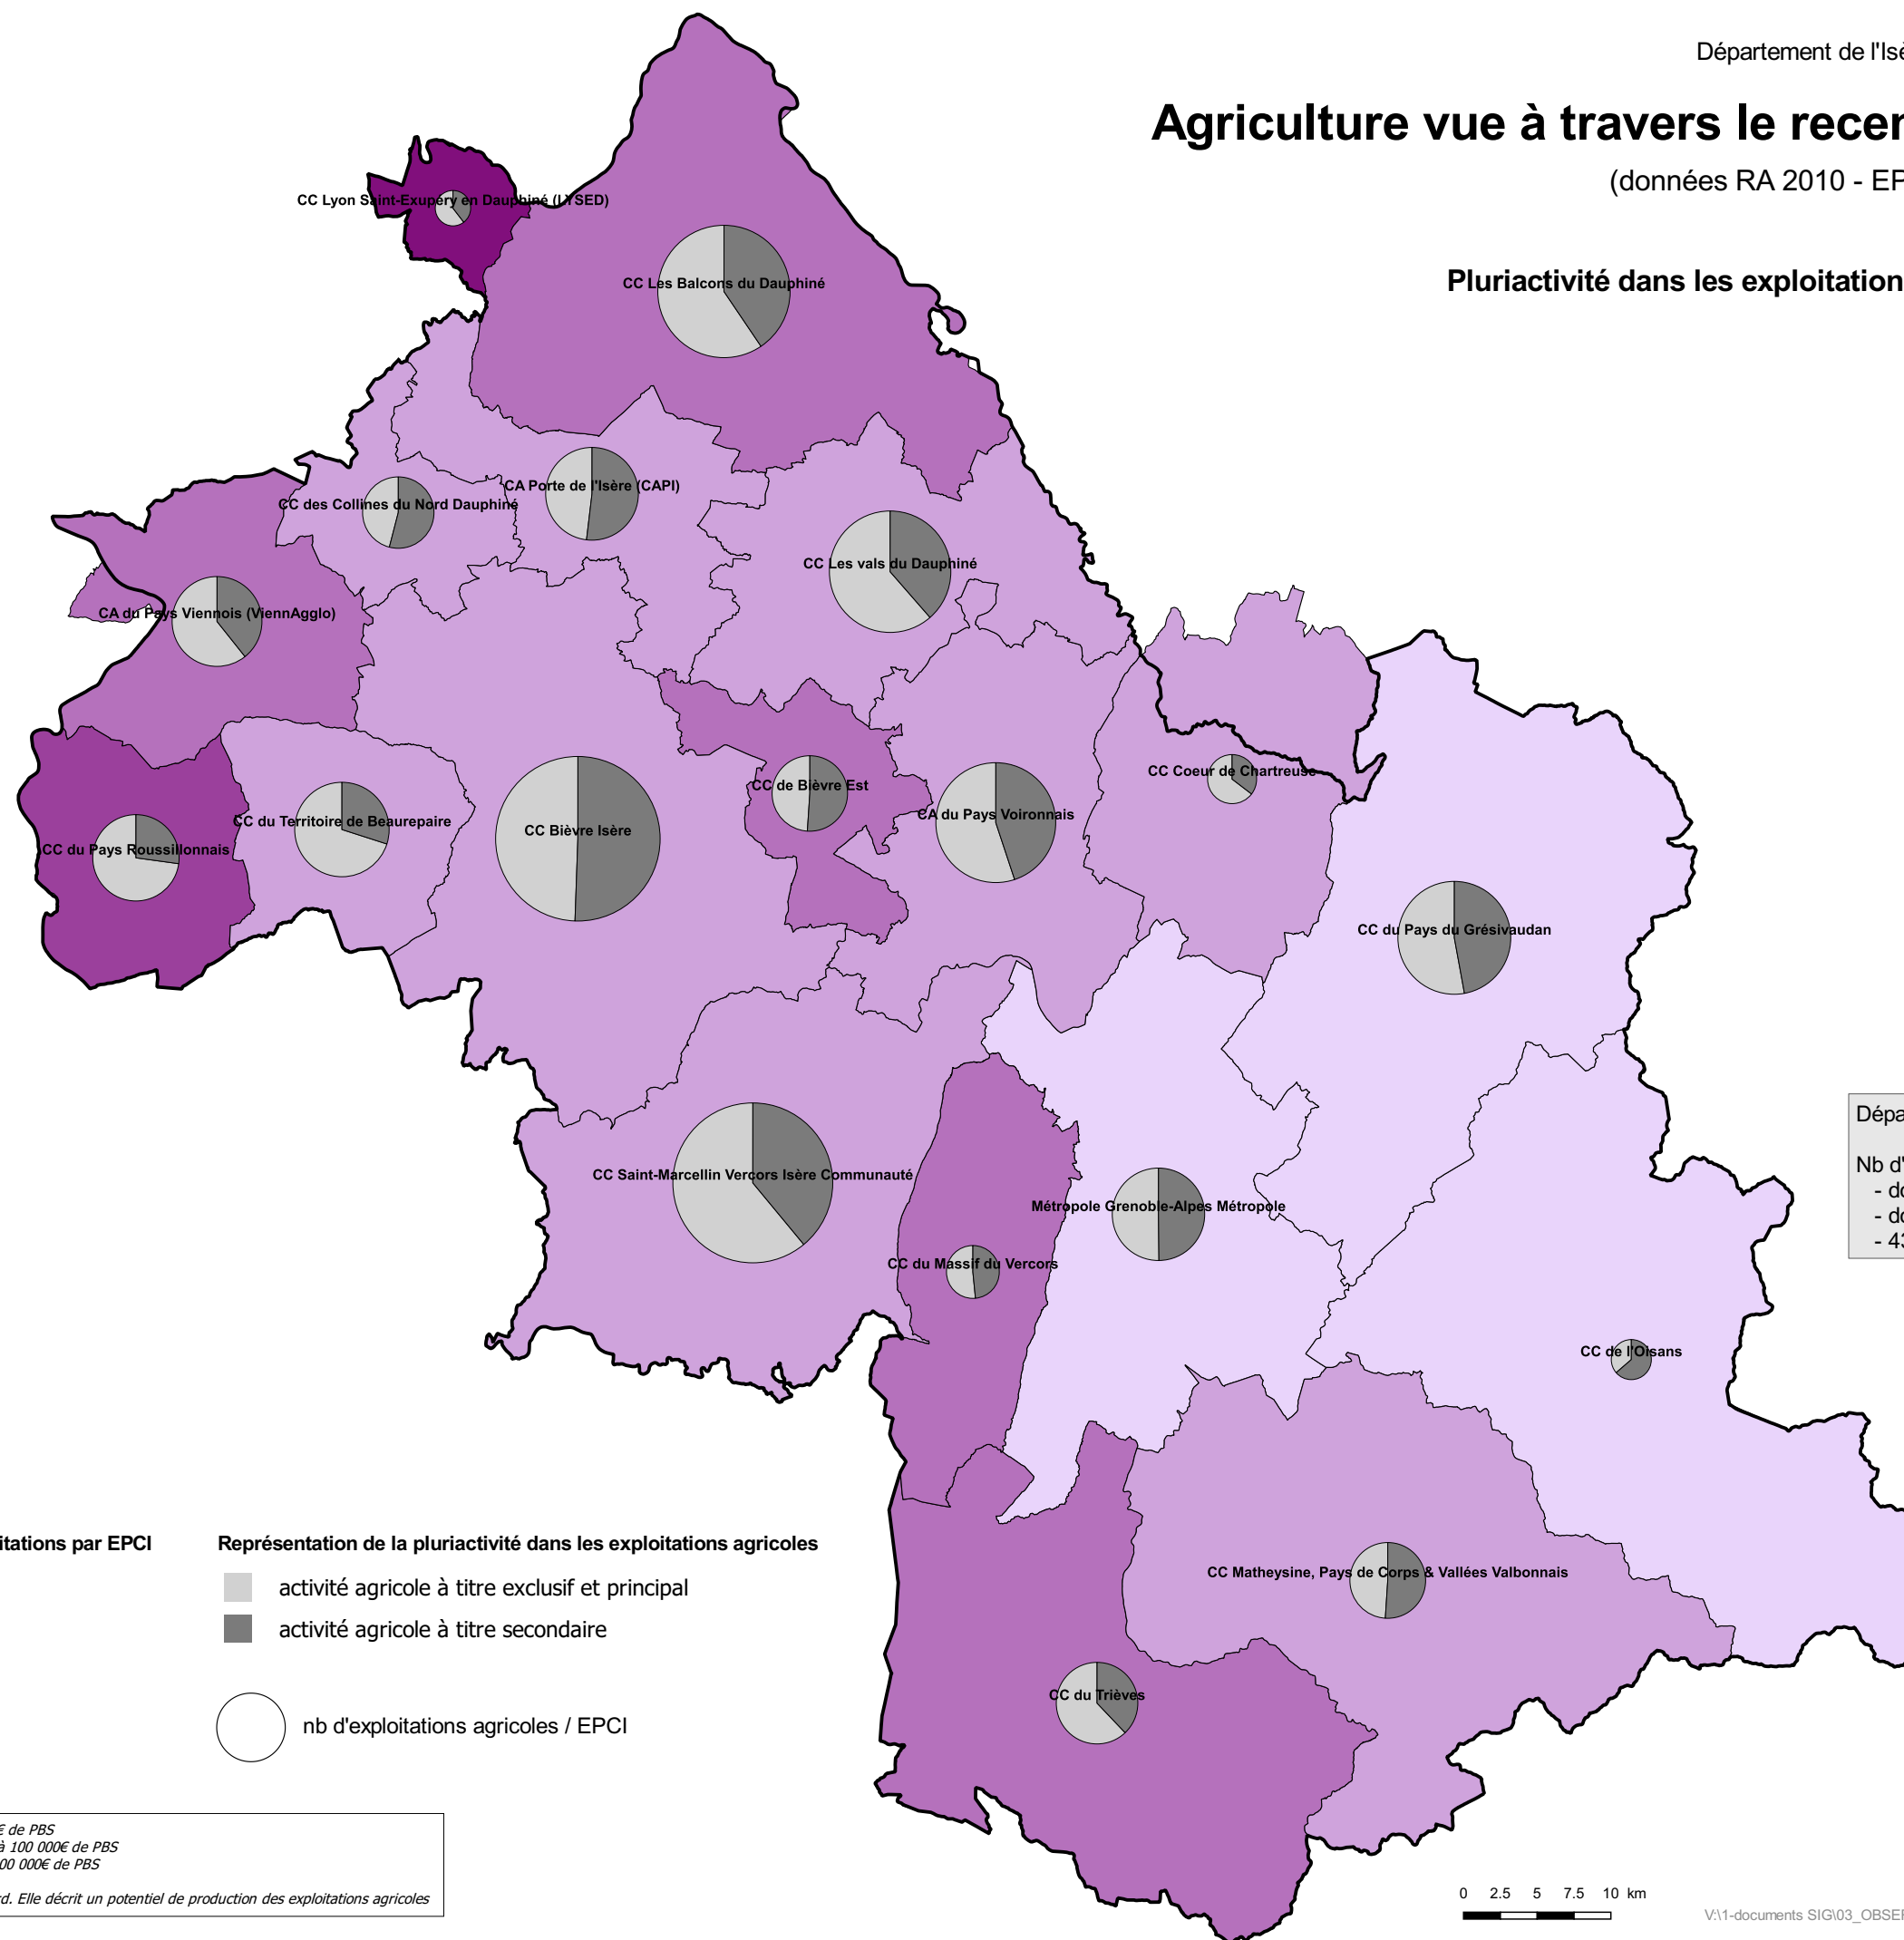 Département de l'Isè
Agriculture vue à travers le recen
(données RA 2010 - EP
Pluriactivité dans les exploitation
CC Lyon Saint-Exupéry en Dauphiné (LYSED)
CC Les Balcons du Dauphiné
CA Porte de l'Isère (CAPI)
CC des Collines du Nord Dauphiné
CC Les vals du Dauphiné
CA du Pays Viennois (ViennAgglo)
CC Coeur de Chartreuse
CC de Bièvre Est
CA du Pays Voironnais
CC du Territoire de Beaurepaire
CC Bièvre Isère
CC du Pays Roussillonnais
CC du Pays du Grésivaudan
Dépa
Nb d'
- do
- do
- 43
CC Saint-Marcellin Vercors Isère Communauté
Métropole Grenoble-Alpes Métropole
CC du Massif du Vercors
CC de l'Oisans
CC Matheysine, Pays de Corps & Vallées Valbonnais
CC du Trièves
itations par EPCI
Représentation de la pluriactivité dans les exploitations agricoles
activité agricole à titre exclusif et principal
activité agricole à titre secondaire
nb d'exploitations agricoles / EPCI
€ de PBS
à 100 000€ de PBS
00 000€ de PBS
rd. Elle décrit un potentiel de production des exploitations agricoles
0 2.5 5 7.5 10 km
V:\1-documents SIG\03_OBSE